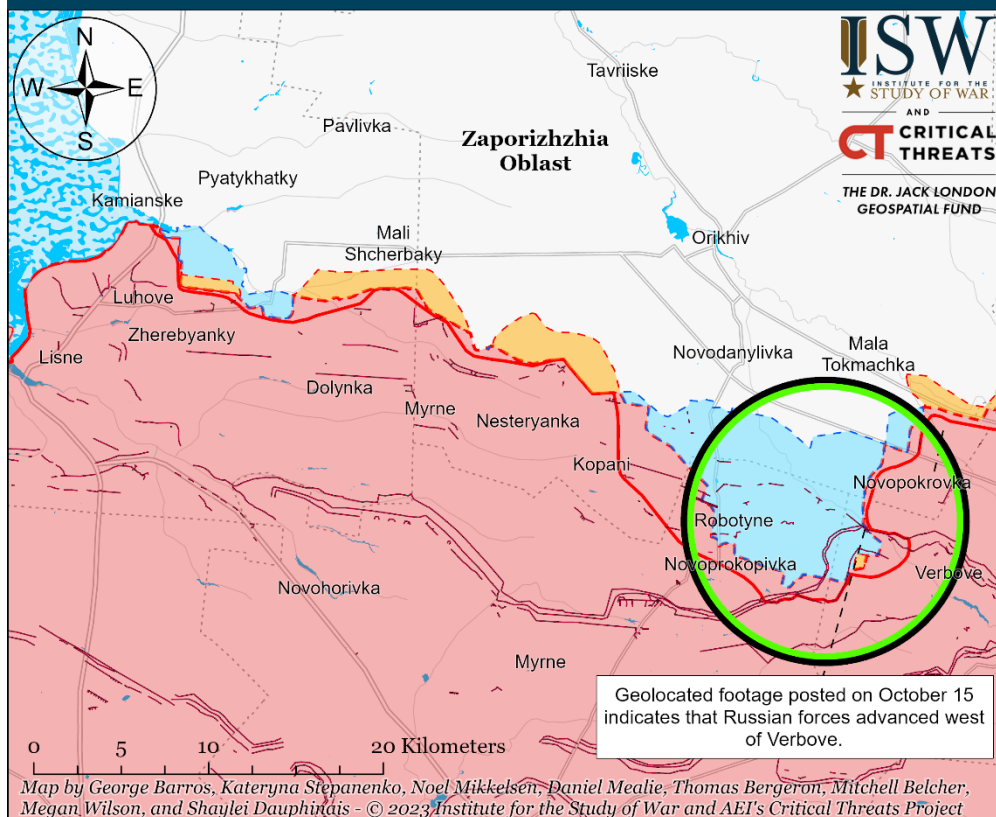 N
W E
S
ISW
INSTITUTE FOR THE
STUDY OF WAR
AND
CT CRITICAL
THREATS
THE DR. JACK LONDON
GEOSPATIAL FUND
Tavriiske
Pavlivka
Zaporizhzhia
Oblast
Pyatykhatky
Kamianske
Mali
Shcherbaky
Orikhiv
Luhove
Zherebyanky
Lisne
Novodanylivka
Mala
Tokmachka
Dolynka
Myrne
Nesteryanka
Kopani
Novopokrovka
Robotyne
Novoprokopivka
Verbove
Novohorivka
Myrne
Geolocated footage posted on October 15
indicates that Russian forces advanced west
of Verbove.
0 5 10 20 Kilometers
Map by George Barros, Kateryna Stepanenko, Noel Mikkelsen, Daniel Mealie, Thomas Bergeron, Mitchell Belcher,
Megan Wilson, and Shaylei Dauphinais - © 2023 Institute for the Study of War and AEI's Critical Threats Project